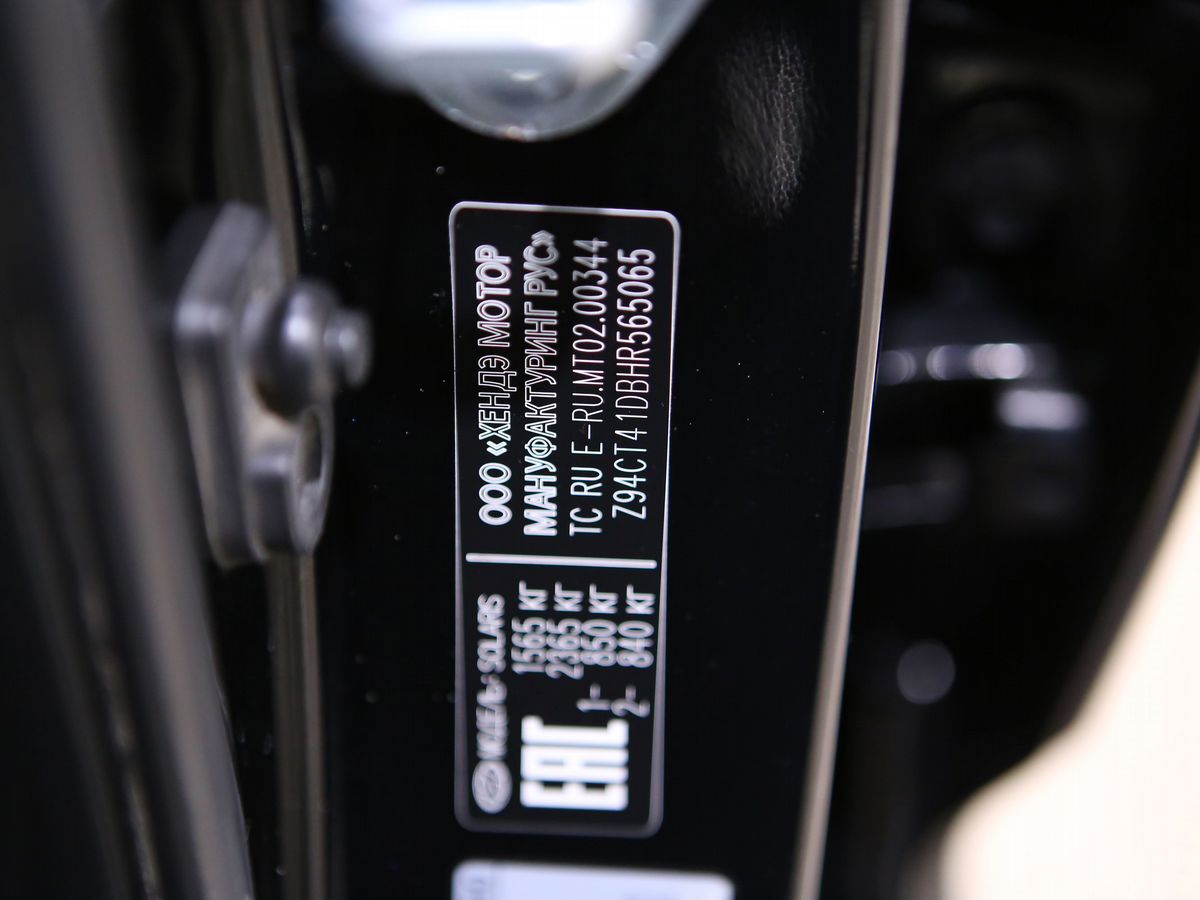 ООО «ХЕНДЭ МОТОР
МАНУФАКТУРИНГ РУС»
ТС RU E-RU.MT02.00344
Z94CT41DBHR565065
МОДЕЛЬ: SOLARIS
1565 КГ
2365 КГ
1- 850 КГ
2- 840 КГ
EAC